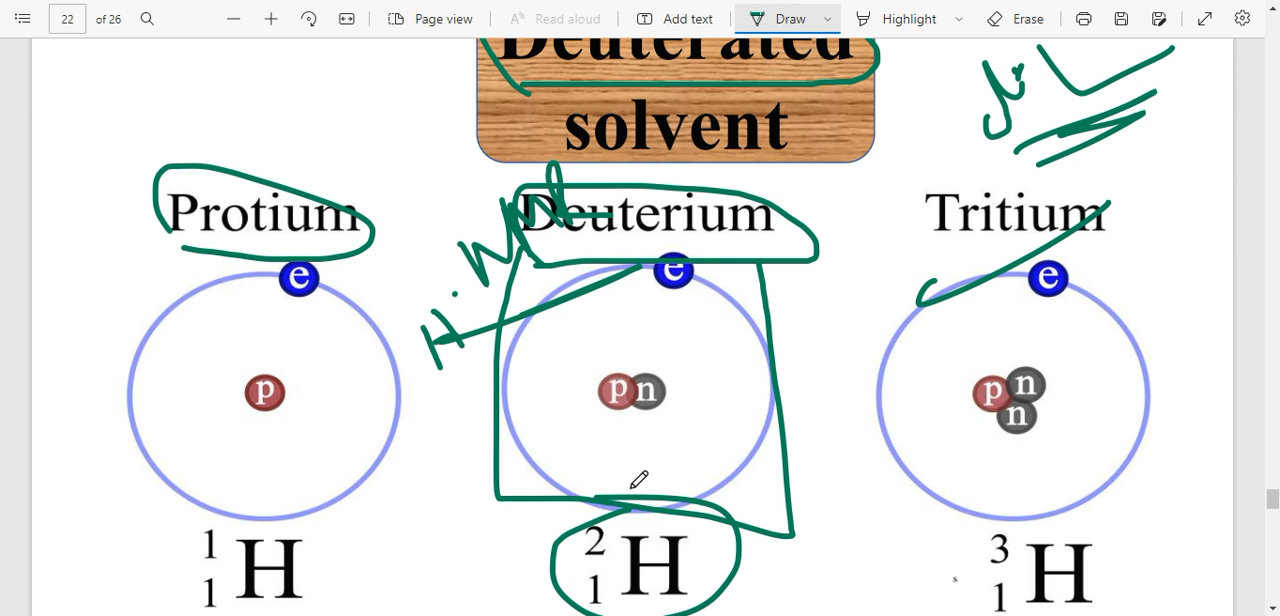 22 of 26 Page view Read aloud Add text Draw Highlight Erase
Deuterated
solvent
Protium Deuterium Tritium
e e e
p pn p n
n
1 2 3
H H H
1 1 1
s